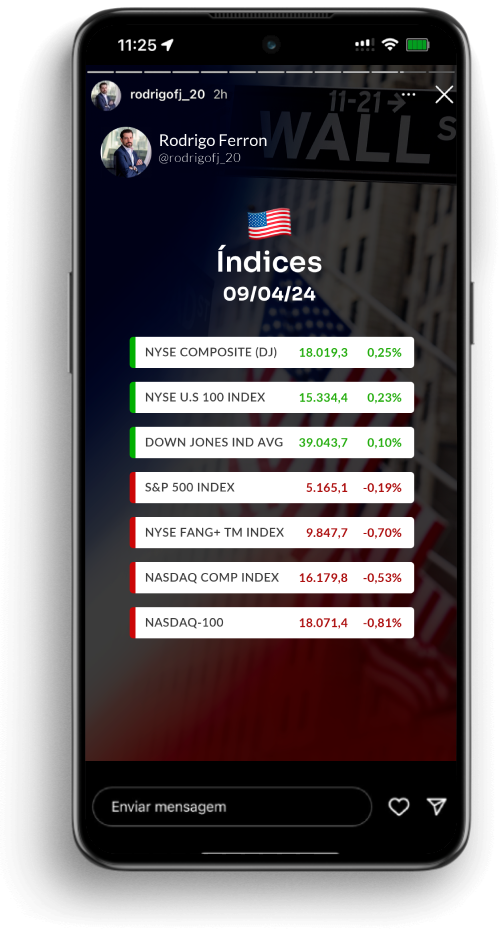 11:25
rodrigofj_20 2h
11-21
WALL S
Rodrigo Ferron
@rodrigofj_20
Índices
09/04/24
NYSE COMPOSITE (DJ) 18.019,3 0,25%
NYSE U.S 100 INDEX 15.334,4 0,23%
DOWN JONES IND AVG 39.043,7 0,10%
S&P 500 INDEX 5.165,1 -0,19%
NYSE FANG+ TM INDEX 9.847,7 -0,70%
NASDAQ COMP INDEX 16.179,8 -0,53%
NASDAQ-100 18.071,4 -0,81%
Enviar mensagem